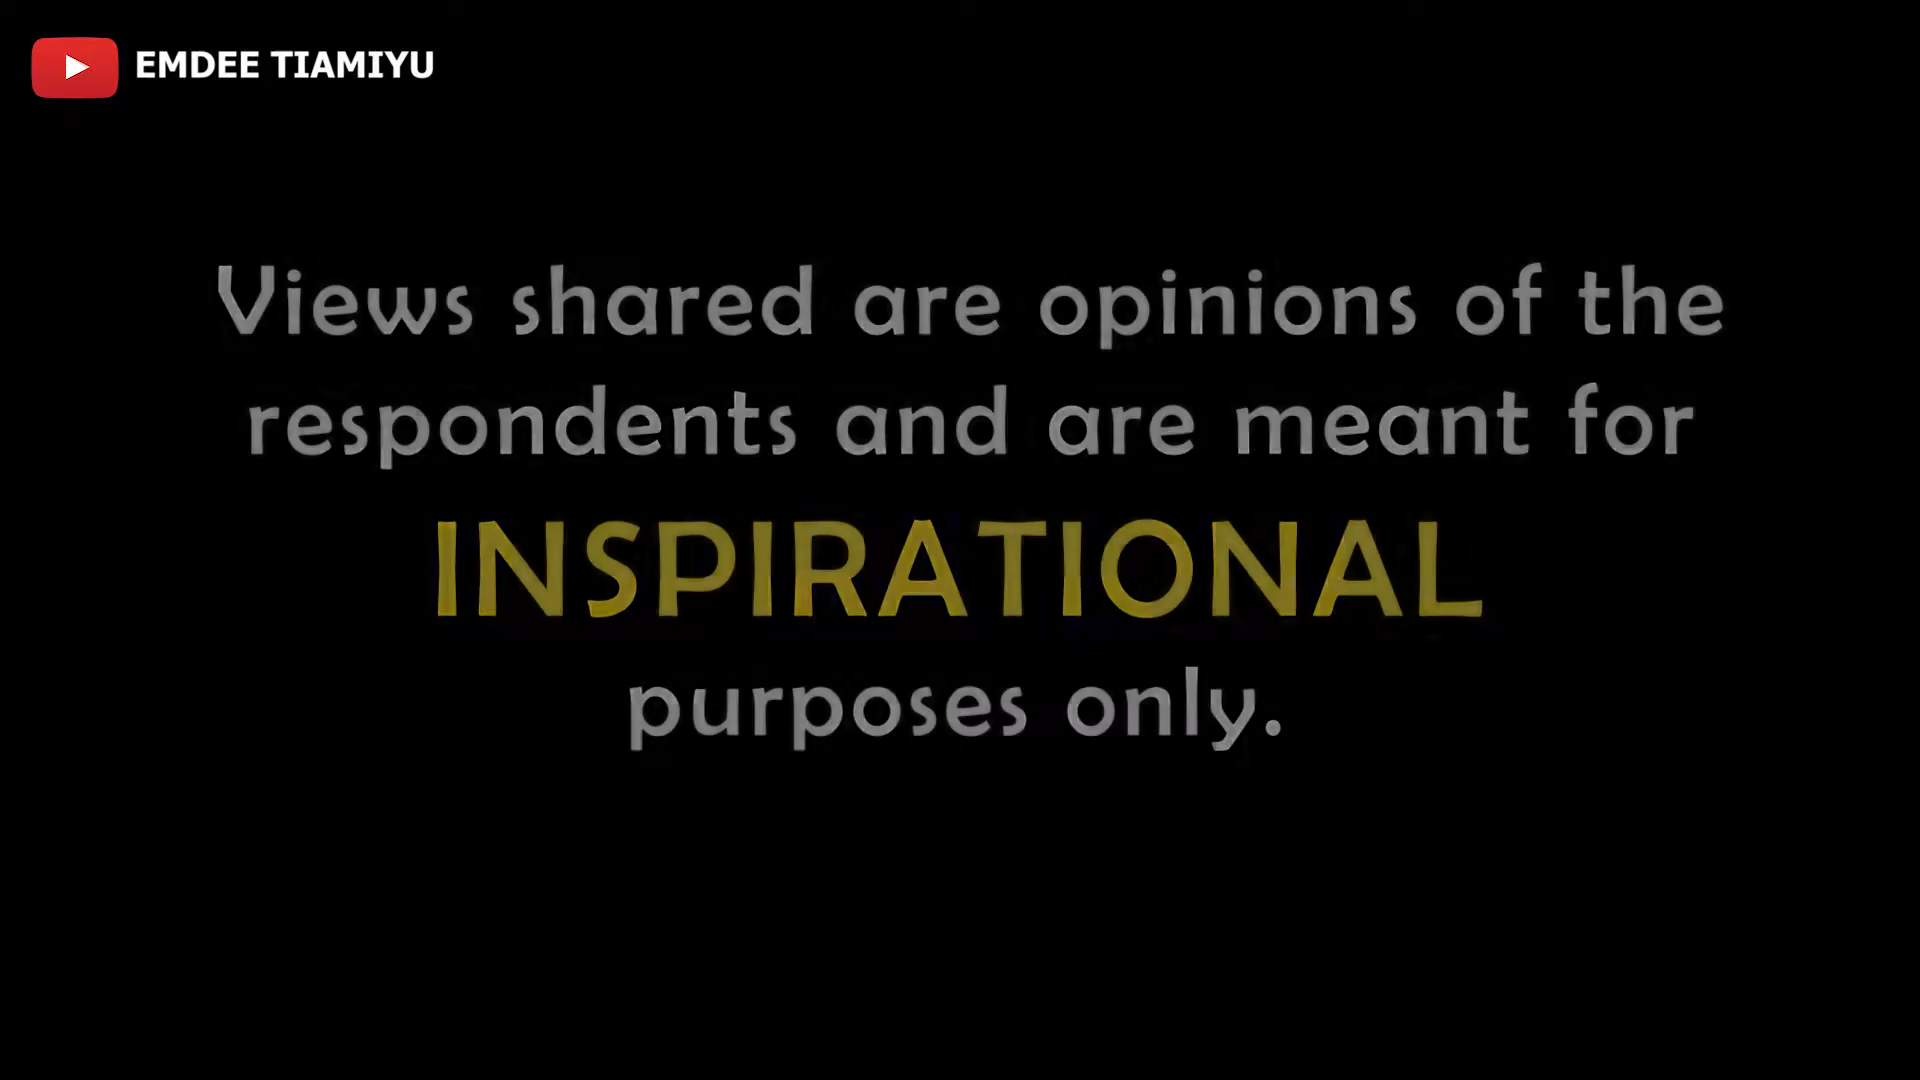 EMDEE TIAMIYU
Views shared are opinions of the
respondents and are meant for
INSPIRATIONAL
purposes only.